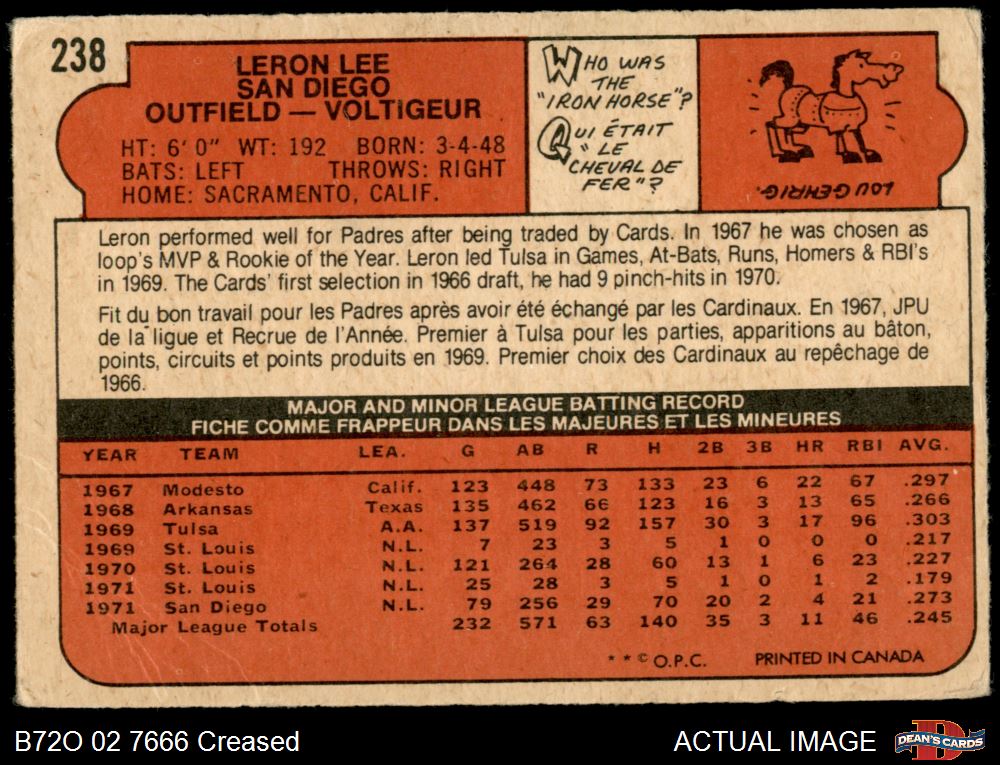 238
LERON LEE
SAN DIEGO
OUTFIELD — VOLTIGEUR
HT: 6' 0" WT: 192 BORN: 3-4-48
BATS: LEFT THROWS: RIGHT
HOME: SACRAMENTO, CALIF.
WHO WAS
THE
"IRON HORSE"?
QUI ÉTAIT
"LE
CHEVAL DE
FER"?
LOU GEHRIG.
Leron performed well for Padres after being traded by Cards. In 1967 he was chosen as
loop's MVP & Rookie of the Year. Leron led Tulsa in Games, At-Bats, Runs, Homers & RBI's
in 1969. The Cards' first selection in 1966 draft, he had 9 pinch-hits in 1970.
Fit du bon travail pour les Padres après avoir été échangé par les Cardinaux. En 1967, JPU
de la ligue et Recrue de l'Année. Premier à Tulsa pour les parties, apparitions au bâton,
points, circuits et points produits en 1969. Premier choix des Cardinaux au repêchage de
1966.
MAJOR AND MINOR LEAGUE BATTING RECORD
FICHE COMME FRAPPEUR DANS LES MAJEURES ET LES MINEURES
YEAR TEAM LEA. G AB R H 2B 3B HR RBI AVG.
1967 Modesto Calif. 123 448 73 133 23 6 22 67 .297
1968 Arkansas Texas 135 462 66 123 16 3 13 65 .266
1969 Tulsa A.A. 137 519 92 157 30 3 17 96 .303
1969 St. Louis N.L. 7 23 3 5 1 0 0 0 .217
1970 St. Louis N.L. 121 264 28 60 13 1 6 23 .227
1971 St. Louis N.L. 25 28 3 5 1 0 1 2 .179
1971 San Diego N.L. 79 256 29 70 20 2 4 21 .273
Major League Totals 232 571 63 140 35 3 11 46 .245
* * © O.P.C. PRINTED IN CANADA
B72O 02 7666 Creased
ACTUAL IMAGE
DEAN'S CARDS